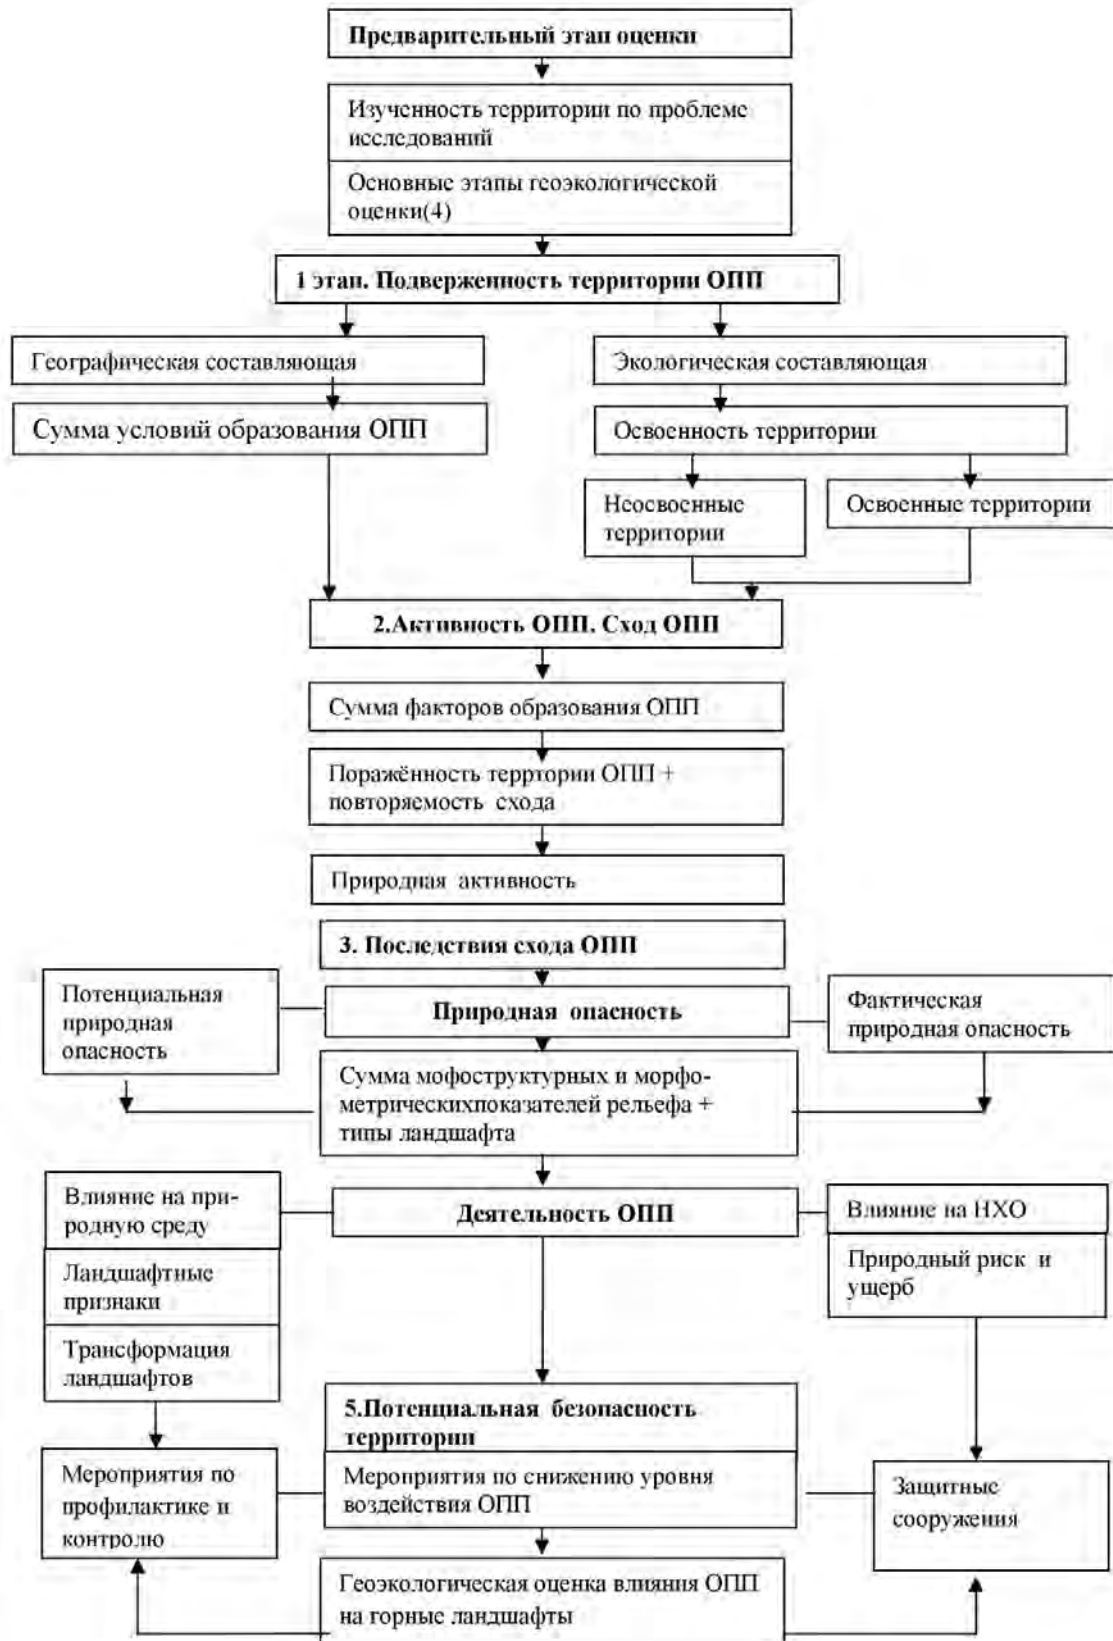 Предварительный этап оценки
Изученность территории по проблеме
исследований
Основные этапы геоэкологической
оценки(4)
1 этап. Подверженность территории ОПП
Географическая составляющая
Экологическая составляющая
Сумма условий образования ОПП
Освоенность территории
Неосвоенные
территории
Освоенные территории
2.Активность ОПП. Сход ОПП
Сумма факторов образования ОПП
Поражённость терртории ОПП +
повторяемость схода
Природная активность
3. Последствия схода ОПП
Потенциальная
природная
опасность
Природная опасность
Фактическая
природная опасность
Сумма мофоструктурных и морфо-
метрическихпоказателей рельефа +
типы ландшафта
Влияние на при-
родную среду
Деятельность ОПП
Влияние на НХО
Ландшафтные
признаки
Природный риск и
ущерб
Трансформация
ландшафтов
5.Потенциальная безопасность
территории
Мероприятия по
профилактике и
контролю
Мероприятия по снижению уровня
воздействия ОПП
Защитные
сооружения
Геоэкологическая оценка влияния ОПП
на горные ландшафты